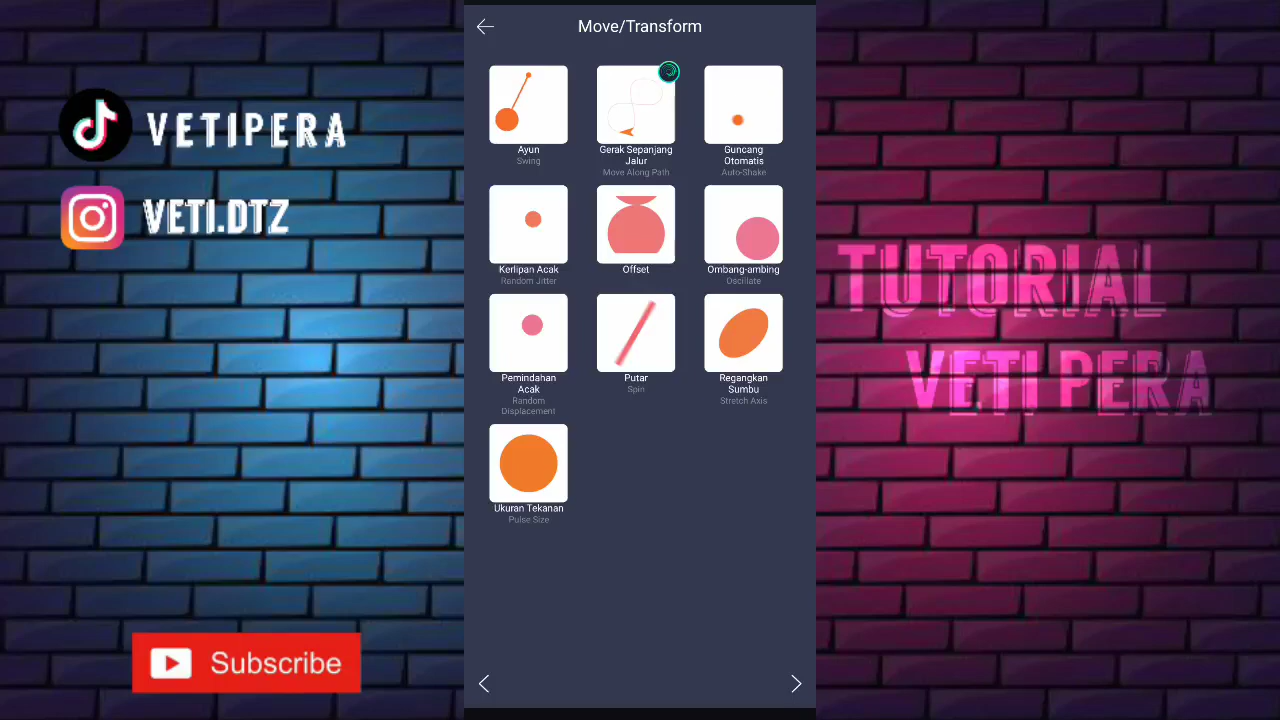 VETIPERA
VETI.DTZ
Subscribe
Move/Transform
Ayun
Swing
Gerak Sepanjang
Jalur
Move Along Path
Guncang
Otomatis
Auto-Shake
Kerlipan Acak
Random Jitter
Offset
Ombang-ambing
Oscillate
Pemindahan
Acak
Random
Displacement
Putar
Spin
Regangkan
Sumbu
Stretch Axis
Ukuran Tekanan
Pulse Size
TUTORIAL
VETI PERA